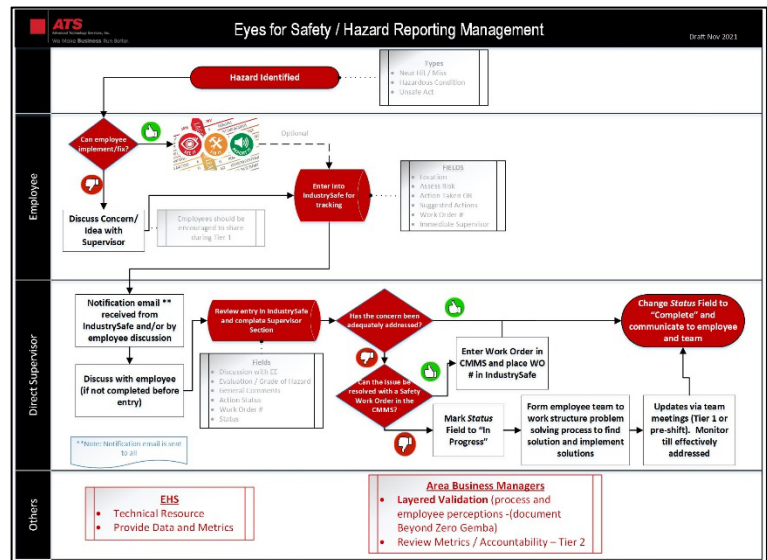 ATS
Advanced Technology Services, Inc.
We Make Business Run Better.
Eyes for Safety / Hazard Reporting Management
Draft Nov 2021
Hazard Identified
Types
• Near Hit / Miss
• Hazardous Condition
• Unsafe Act
Employee
Can employee
implement/fix?
Optional
Enter into
IndustrySafe for
tracking
FIELDS
• Location
• Assess Risk
• Action Taken OR
• Suggested Actions
• Work Order #
• Immediate Supervisor
Discuss Concern/
Idea with
Supervisor
Employees should be
encouraged to share
during Tier 1
Direct Supervisor
Notification email **
received from
IndustrySafe and/or by
employee discussion
Review entry in IndustrySafe
and complete Supervisor
Section
Has the concern been
adequately addressed?
Change Status Field to
"Complete" and
communicate to employee
and team
Discuss with employee
(if not completed before
entry)
Fields
• Discussion with EE
• Evaluation / Grade of Hazard
• General Comments
• Action Status
• Work Order #
• Status
Can the issue be
resolved with a Safety
Work Order in the
CMMS?
Enter Work Order in
CMMS and place WO
# in IndustrySafe
Mark Status
Field to "In
Progress"
Form employee team to
work structure problem
solving process to find
solution and implement
solutions
Updates via team
meetings (Tier 1 or
pre-shift). Monitor
till effectively
addressed
**Note: Notification email is sent
to all
Others
EHS
• Technical Resource
• Provide Data and Metrics
Area Business Managers
• Layered Validation (process and
employee perceptions -(document
Beyond Zero Gemba)
• Review Metrics / Accountability – Tier 2